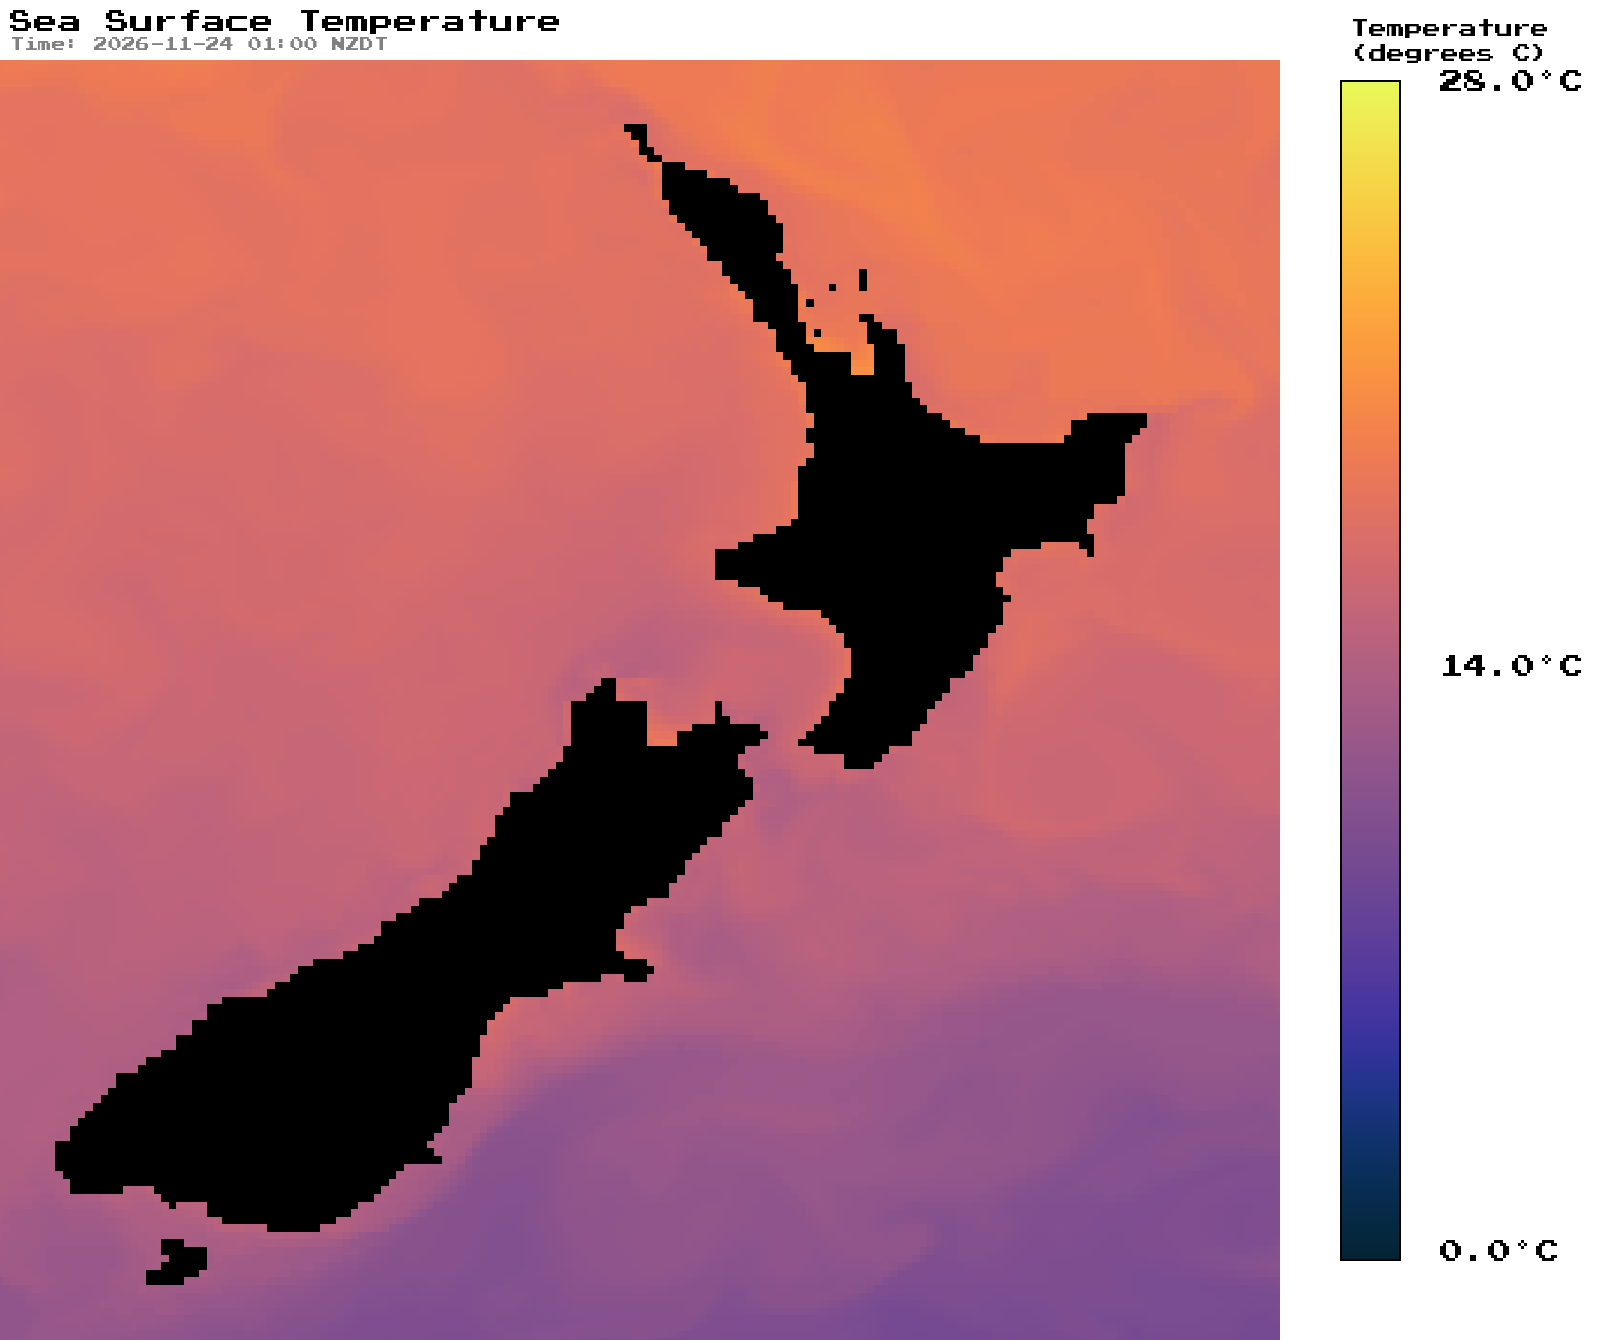 Sea Surface Temperature
Time: 2026-11-24 01:00 NZDT
Temperature
(degrees C)
28.0°C
14.0°C
0.0°C